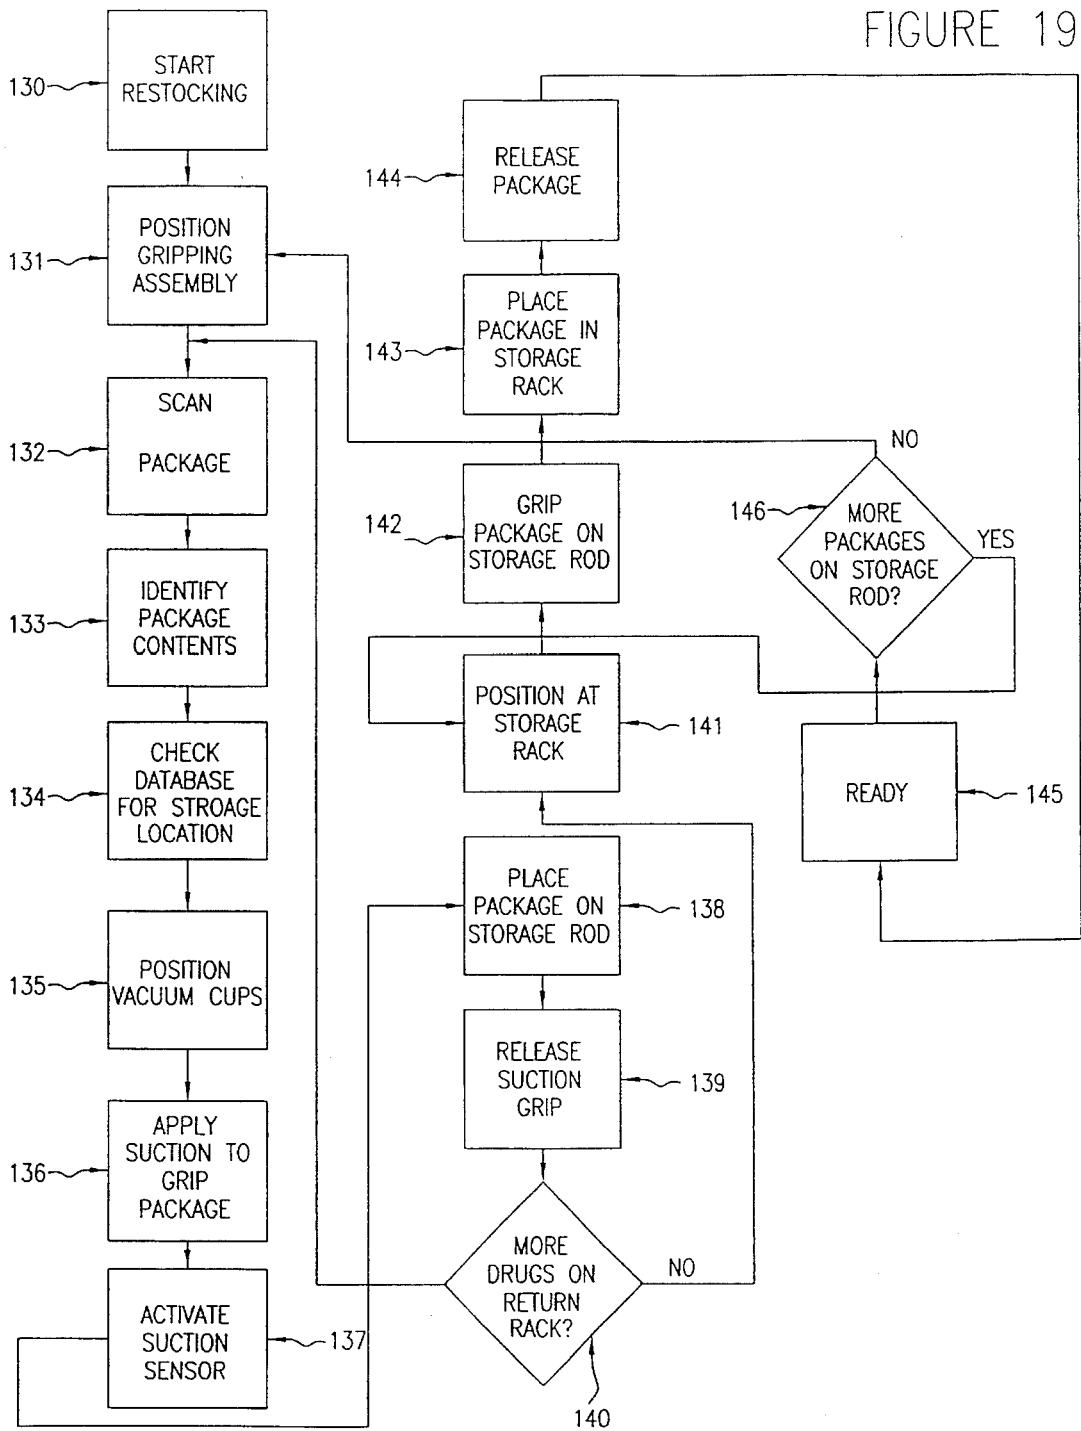 FIGURE 19
130
START
RESTOCKING
131
POSITION
GRIPPING
ASSEMBLY
132
SCAN
PACKAGE
133
IDENTIFY
PACKAGE
CONTENTS
134
CHECK
DATABASE
FOR STROAGE
LOCATION
135
POSITION
VACUUM CUPS
136
APPLY
SUCTION TO
GRIP
PACKAGE
ACTIVATE
SUCTION
SENSOR
137
144
RELEASE
PACKAGE
143
PLACE
PACKAGE IN
STORAGE
RACK
142
GRIP
PACKAGE ON
STORAGE ROD
POSITION AT
STORAGE
RACK
141
PLACE
PACKAGE ON
STORAGE ROD
138
RELEASE
SUCTION
GRIP
139
MORE
DRUGS ON
RETURN
RACK?
NO
140
NO
146
MORE
PACKAGES
ON STORAGE
ROD?
YES
READY
145